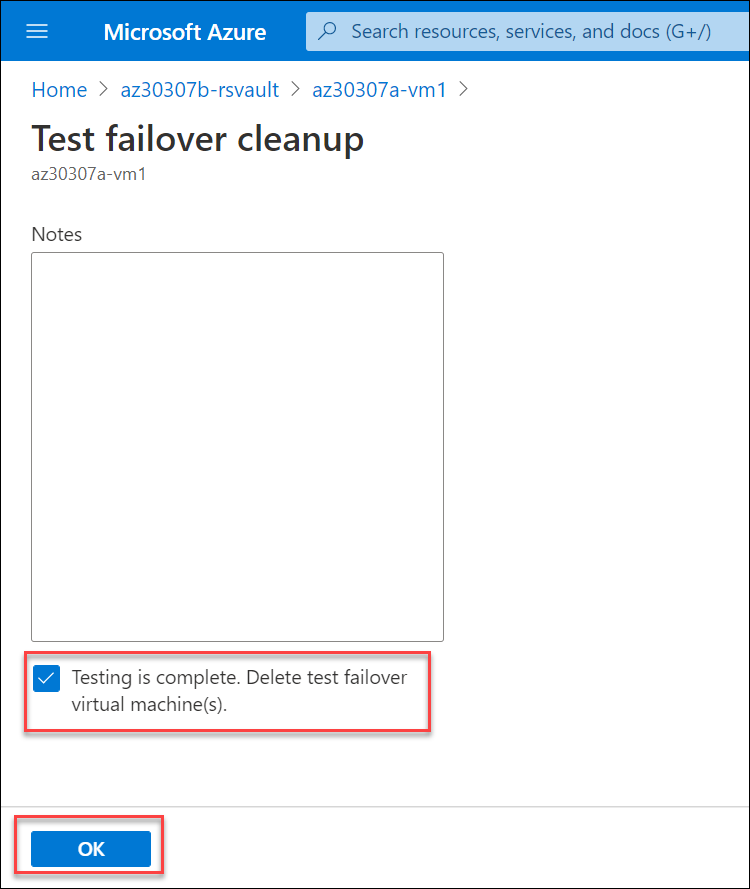 Microsoft Azure
Search resources, services, and docs (G+/)
Home > az30307b-rsvault > az30307a-vm1 >
Test failover cleanup
az30307a-vm1
Notes
Testing is complete. Delete test failover
virtual machine(s).
OK